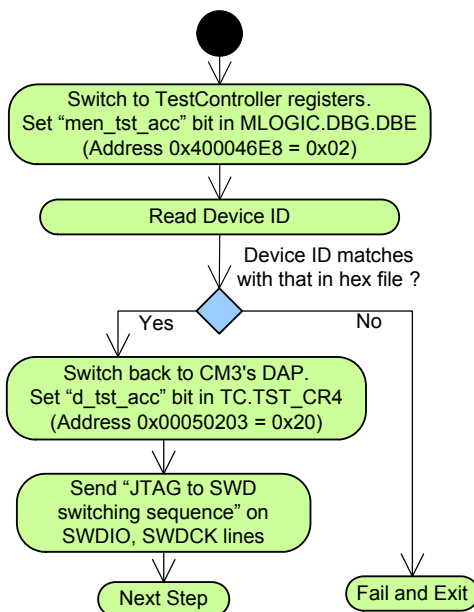 Switch to TestController registers.
Set “men_tst_acc” bit in MLOGIC.DBG.DBE
(Address 0x400046E8 = 0x02)
Read Device ID
Device ID matches
with that in hex file ?
Yes
No
Switch back to CM3's DAP.
Set “d_tst_acc” bit in TC.TST_CR4
(Address 0x00050203 = 0x20)
Send “JTAG to SWD
switching sequence” on
SWDIO, SWDCK lines
Next Step
Fail and Exit